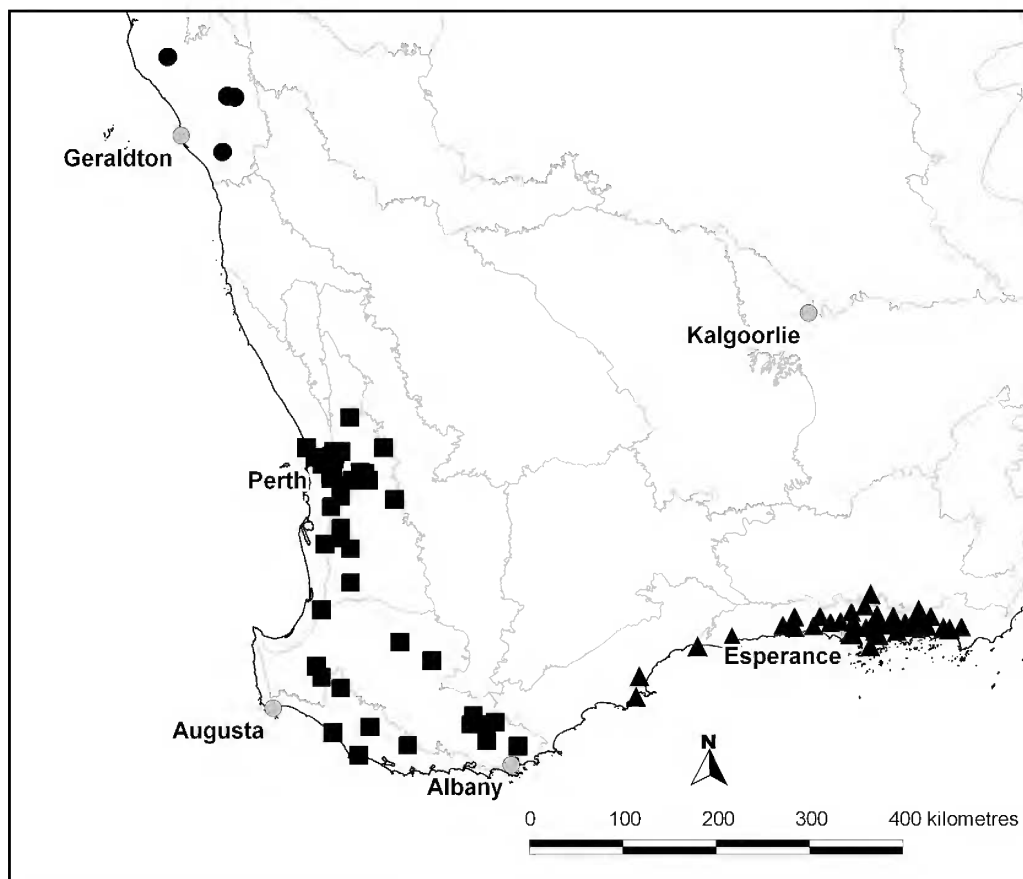 Geraldton
Kalgoorlie
Perth
Esperance
Augusta
N
Albany
0 100 200 300 400 kilometres